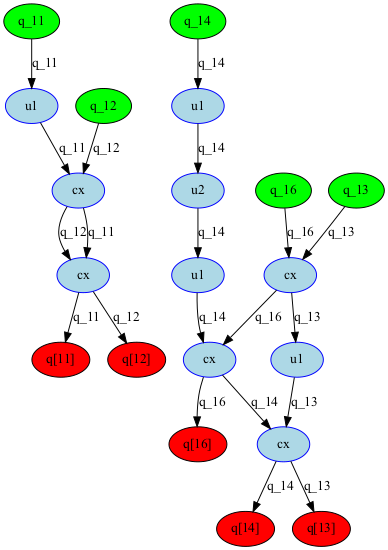 q_11 q_14
q_11 q_14
u1 q_12 u1
q_11 q_12 q_14
cx u2 q_16 q_13
q_12 q_11 q_14 q_16 q_13
cx u1 cx
q_11 q_12 q_14 q_16 q_13
q[11] q[12] cx u1
q_16 q_14 q_13
q[16] cx
q_14 q_13
q[14] q[13]